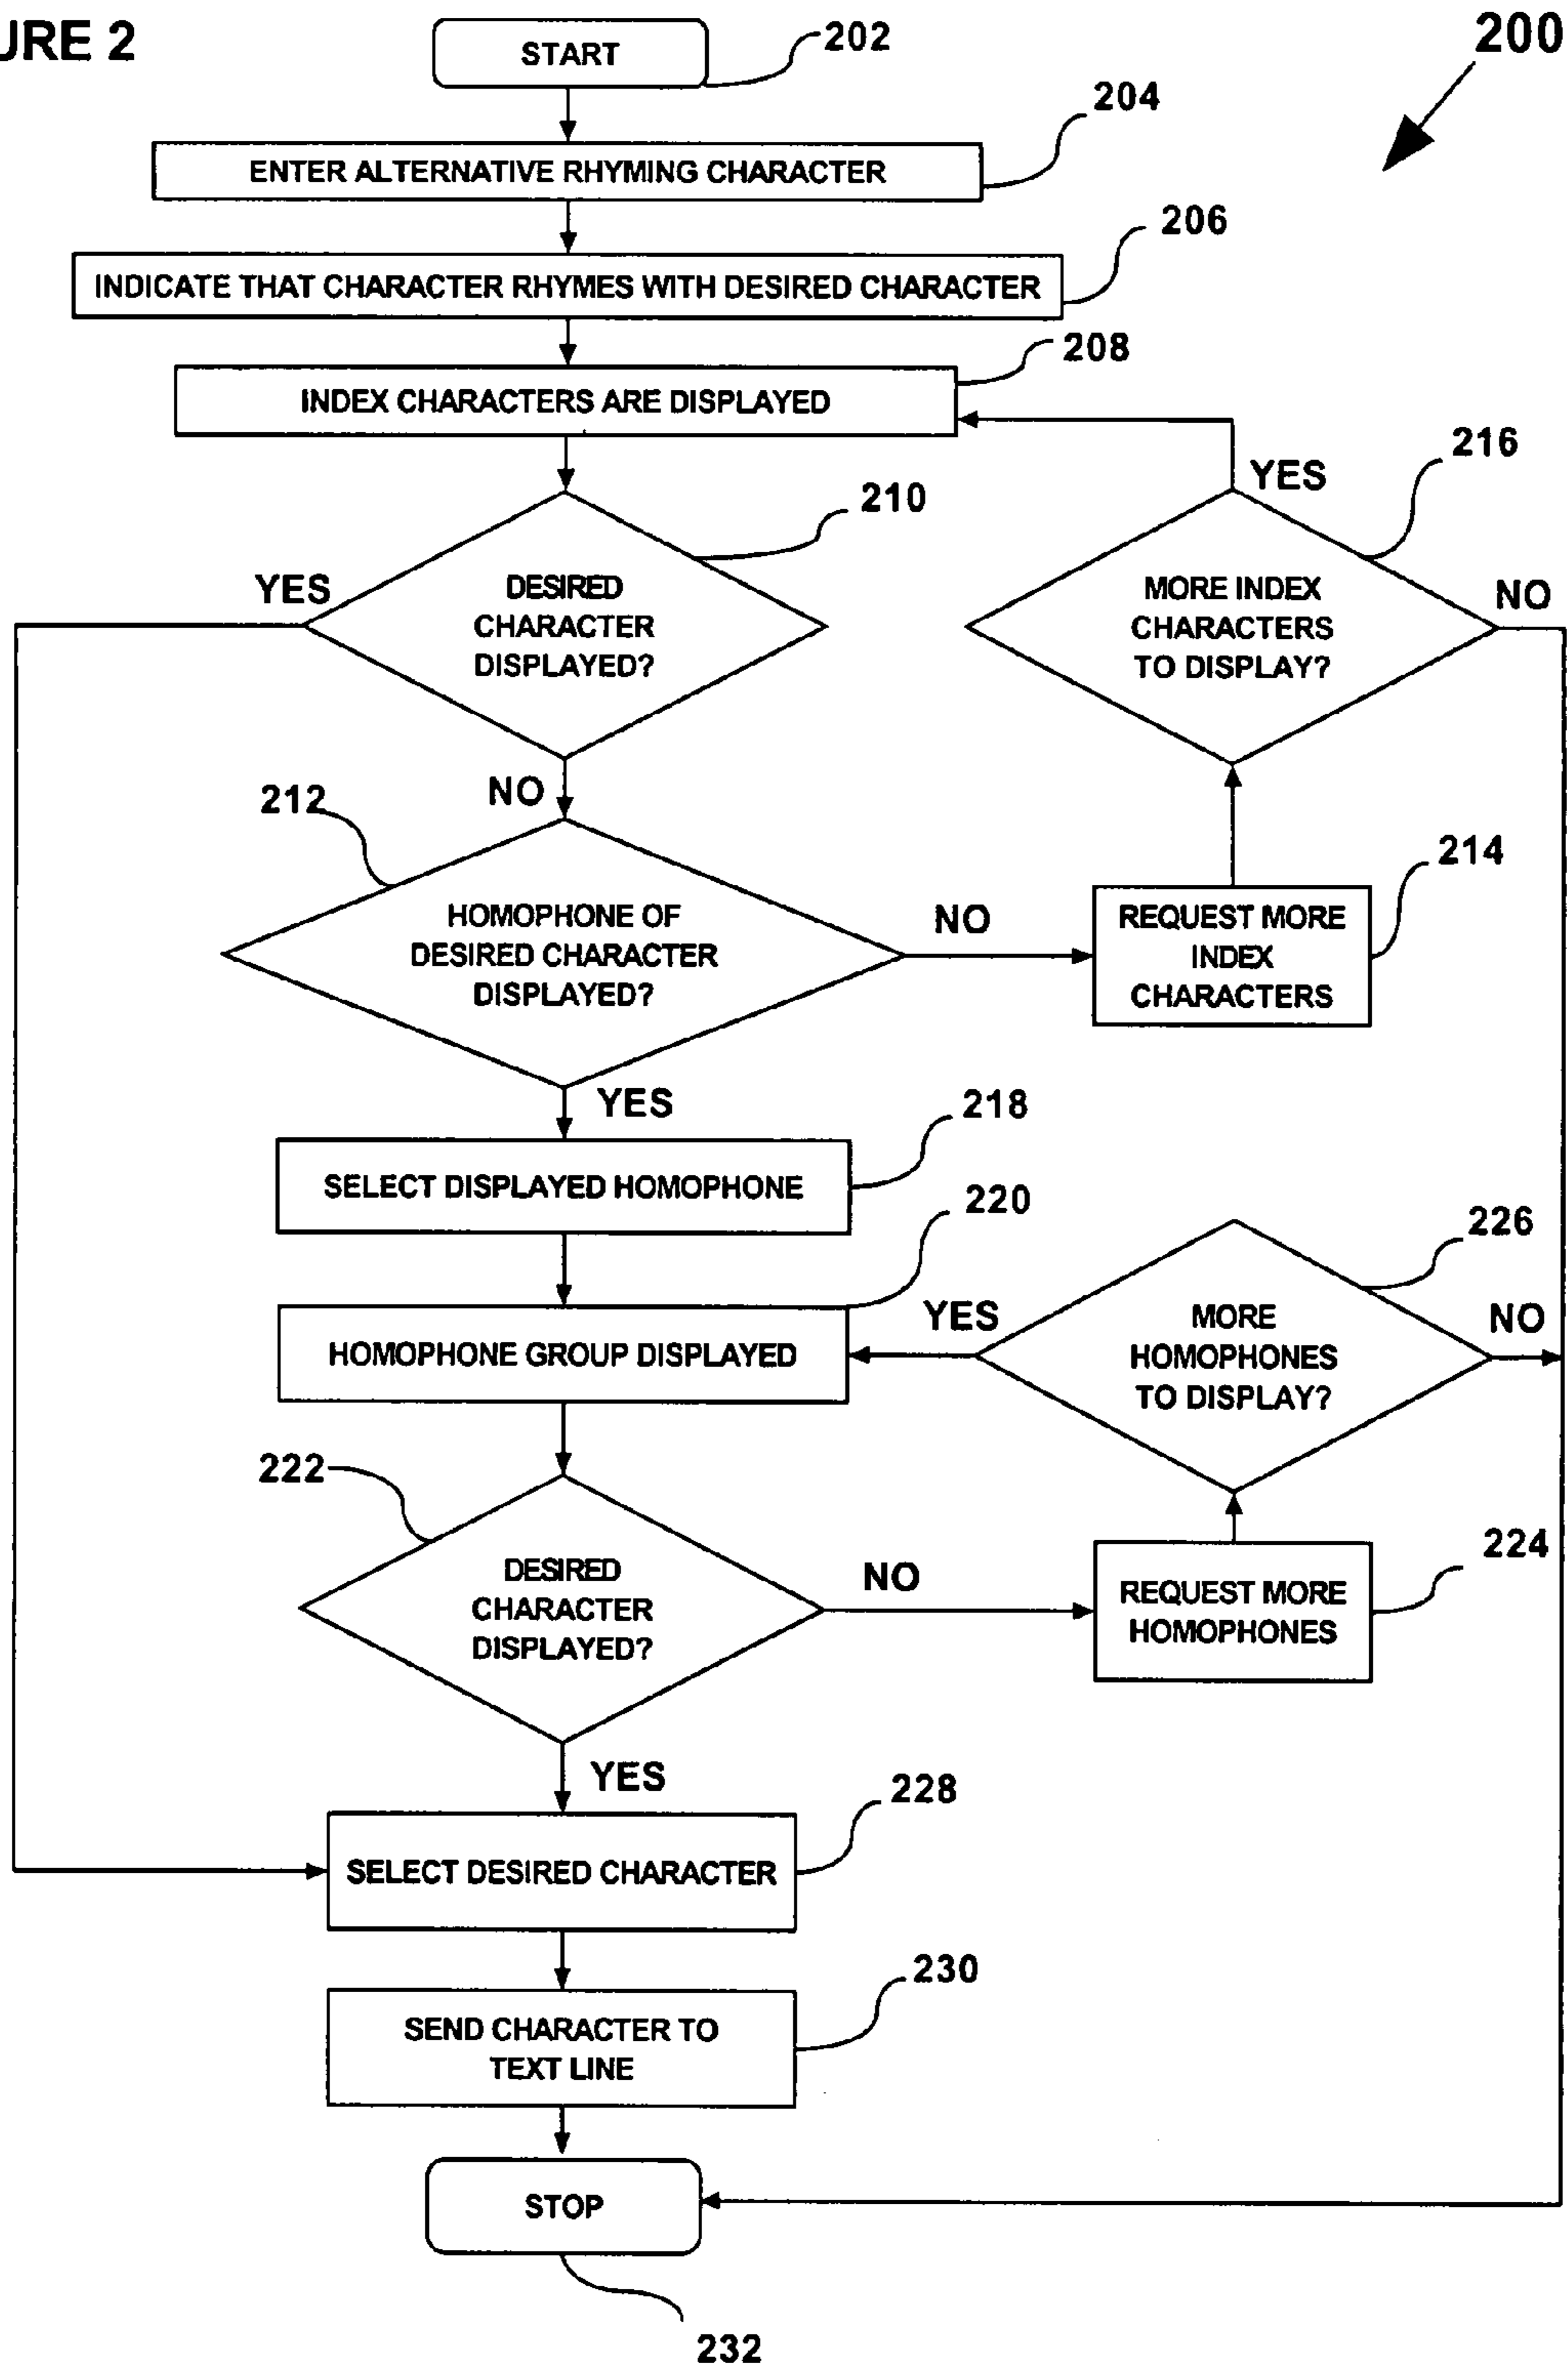 URE 2
200
START
202
204
ENTER ALTERNATIVE RHYMING CHARACTER
206
INDICATE THAT CHARACTER RHYMES WITH DESIRED CHARACTER
208
INDEX CHARACTERS ARE DISPLAYED
216
YES
210
YES
DESIRED
CHARACTER
DISPLAYED?
MORE INDEX
CHARACTERS
TO DISPLAY?
NO
NO
212
214
HOMOPHONE OF
DESIRED CHARACTER
DISPLAYED?
NO
REQUEST MORE
INDEX
CHARACTERS
YES
218
SELECT DISPLAYED HOMOPHONE
220
226
HOMOPHONE GROUP DISPLAYED
YES
MORE
HOMOPHONES
TO DISPLAY?
NO
222
224
DESIRED
CHARACTER
DISPLAYED?
NO
REQUEST MORE
HOMOPHONES
YES
228
SELECT DESIRED CHARACTER
230
SEND CHARACTER TO
TEXT LINE
STOP
232